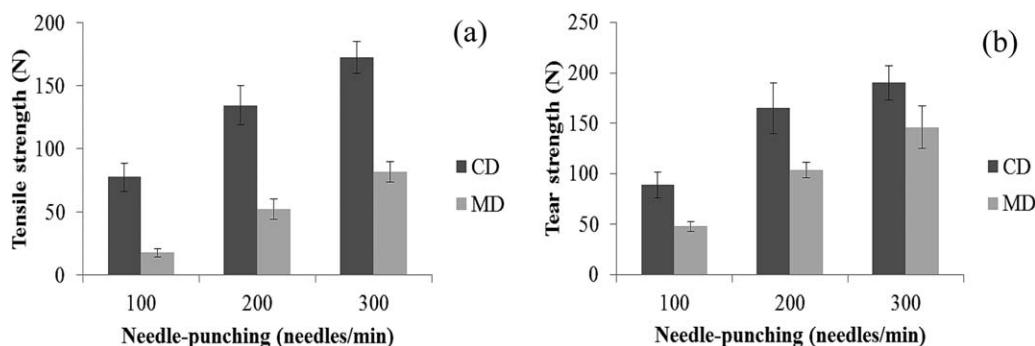 (a)
Tensile strength (N)
200
150
100
50
0
100 200 300
Needle-punching (needles/min)
CD
MD
(b)
Tear strength (N)
250
200
150
100
50
0
100 200 300
Needle-punching (needles/min)
CD
MD